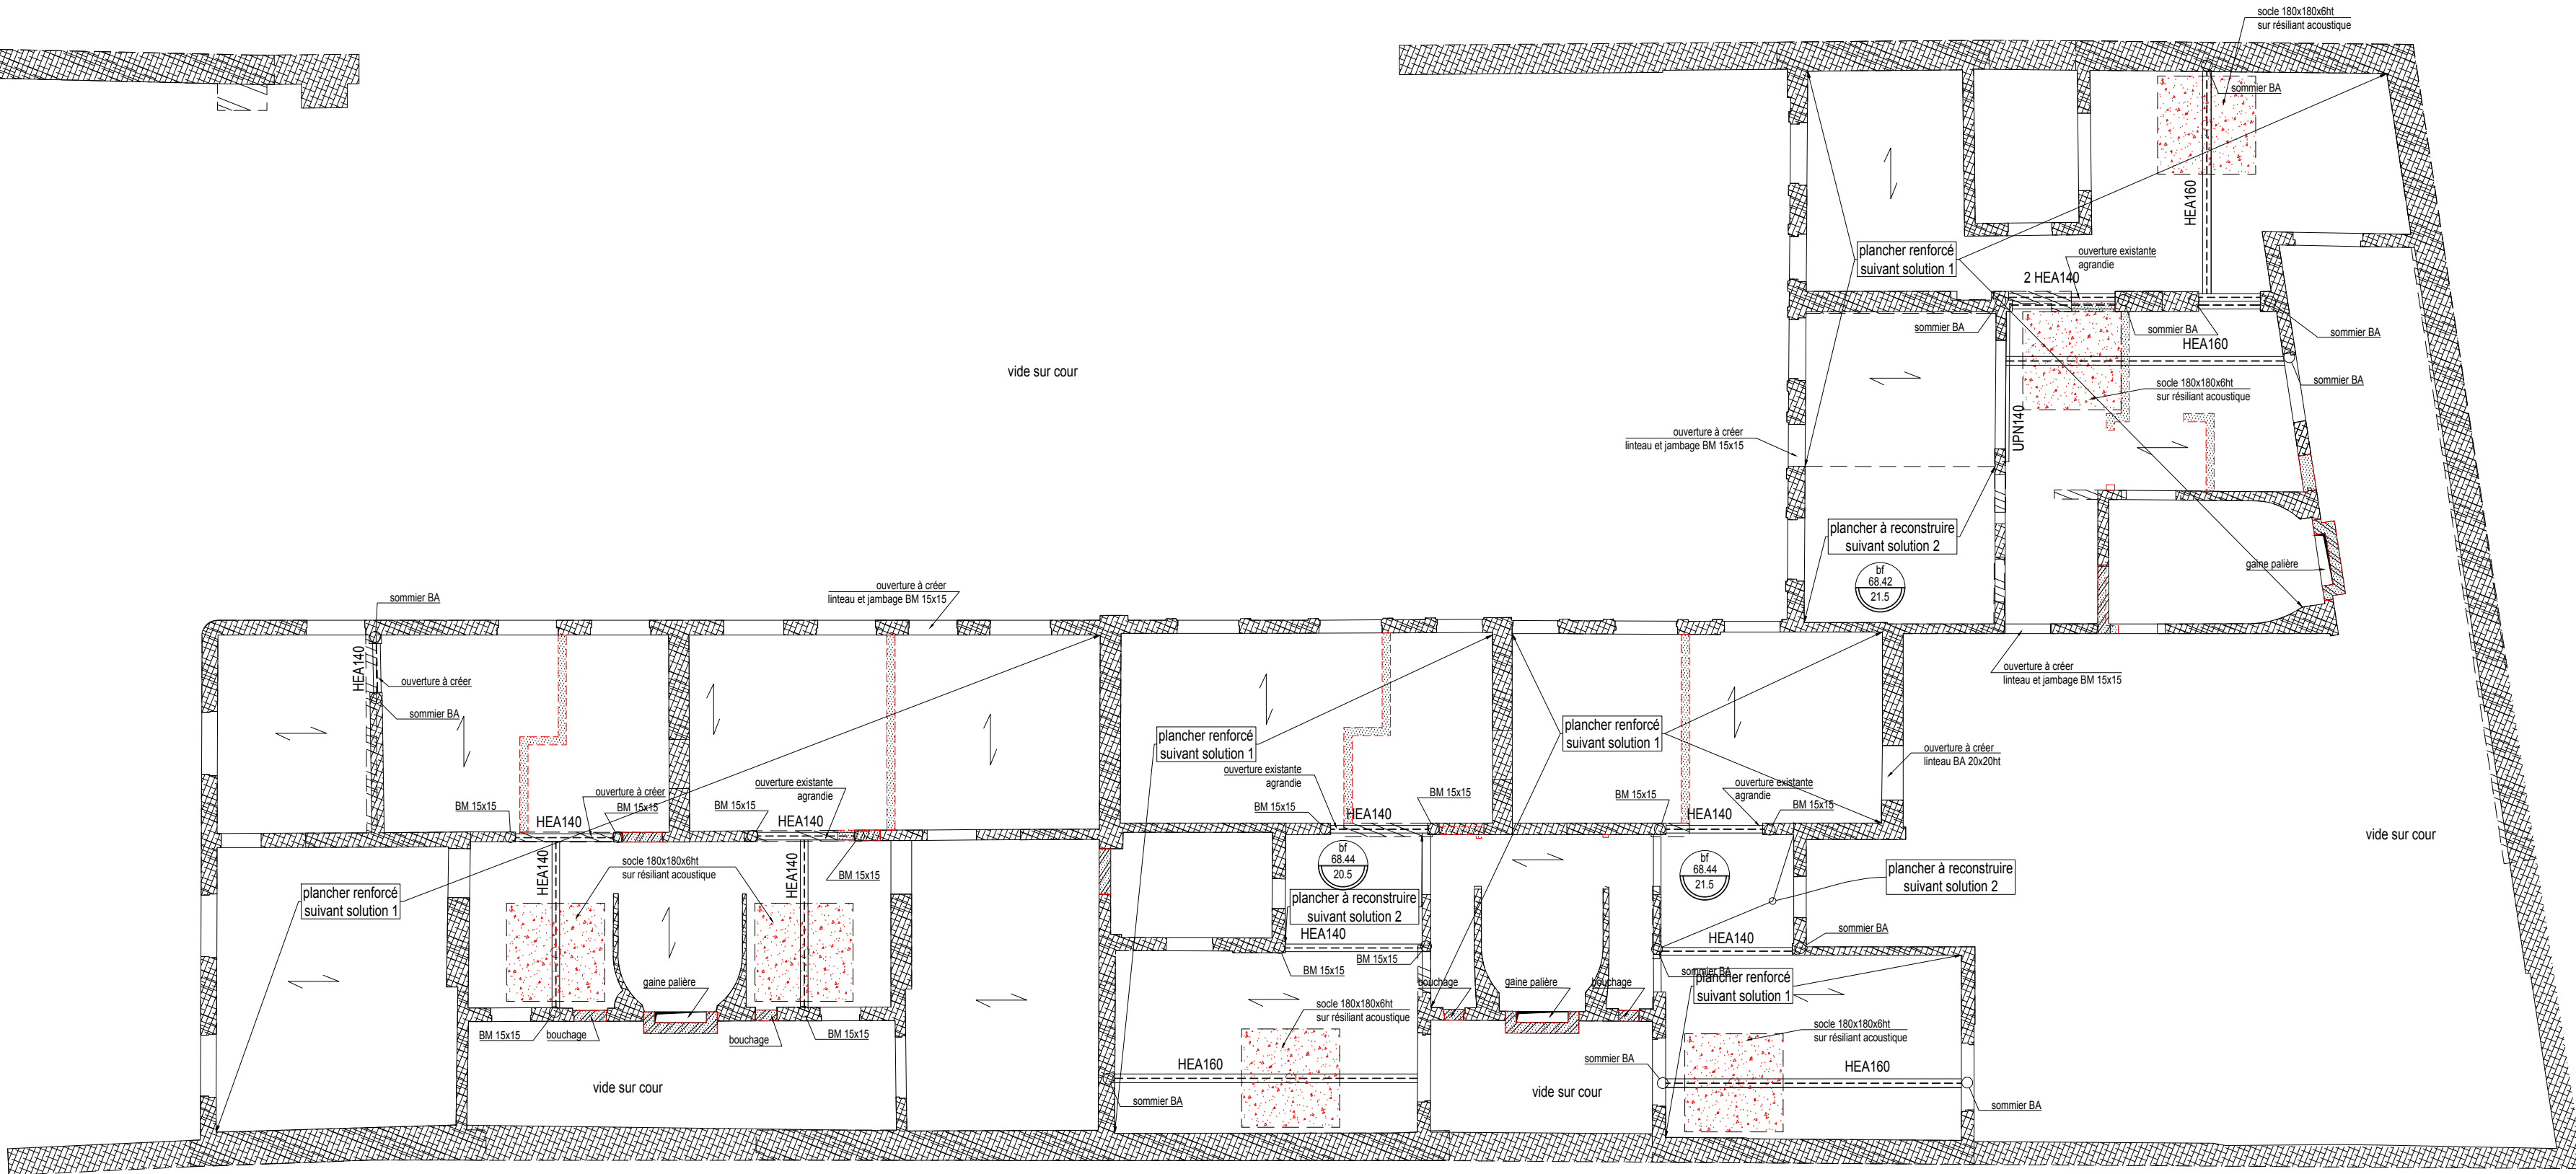 socle 180x180x6ht
sur résiliant acoustique
sommier BA
HEA160
plancher renforcé
suivant solution 1
ouverture existante
agrandie
2 HEA140
sommier BA
sommier BA
sommier BA
HEA160
sommier BA
socle 180x180x6ht
sur résiliant acoustique
UPN140
vide sur cour
ouverture à créer
linteau et jambage BM 15x15
plancher à reconstruire
suivant solution 2
bf
68.42
21.5
gaine palière
ouverture à créer
linteau et jambage BM 15x15
sommier BA
HEA140
ouverture à créer
sommier BA
ouverture à créer
linteau et jambage BM 15x15
plancher renforcé
suivant solution 1
plancher renforcé
suivant solution 1
ouverture à créer
linteau BA 20x20ht
ouverture à créer
BM 15x15
BM 15x15
HEA140
ouverture existante
agrandie
BM 15x15
HEA140
BM 15x15
ouverture existante
agrandie
BM 15x15
HEA140
BM 15x15
ouverture existante
agrandie
BM 15x15
HEA140
BM 15x15
vide sur cour
HEA140
socle 180x180x6ht
sur résiliant acoustique
HEA140
plancher renforcé
suivant solution 1
bf
68.44
20.5
plancher à reconstruire
suivant solution 2
HEA140
BM 15x15
BM 15x15
bf
68.44
21.5
plancher à reconstruire
suivant solution 2
HEA140
sommier BA
sommier BA
plancher renforcé
suivant solution 1
gaine palière
bouchage
gaine palière
bouchage
BM 15x15
bouchage
bouchage
BM 15x15
socle 180x180x6ht
sur résiliant acoustique
socle 180x180x6ht
sur résiliant acoustique
vide sur cour
HEA160
sommier BA
sommier BA
vide sur cour
HEA160
sommier BA